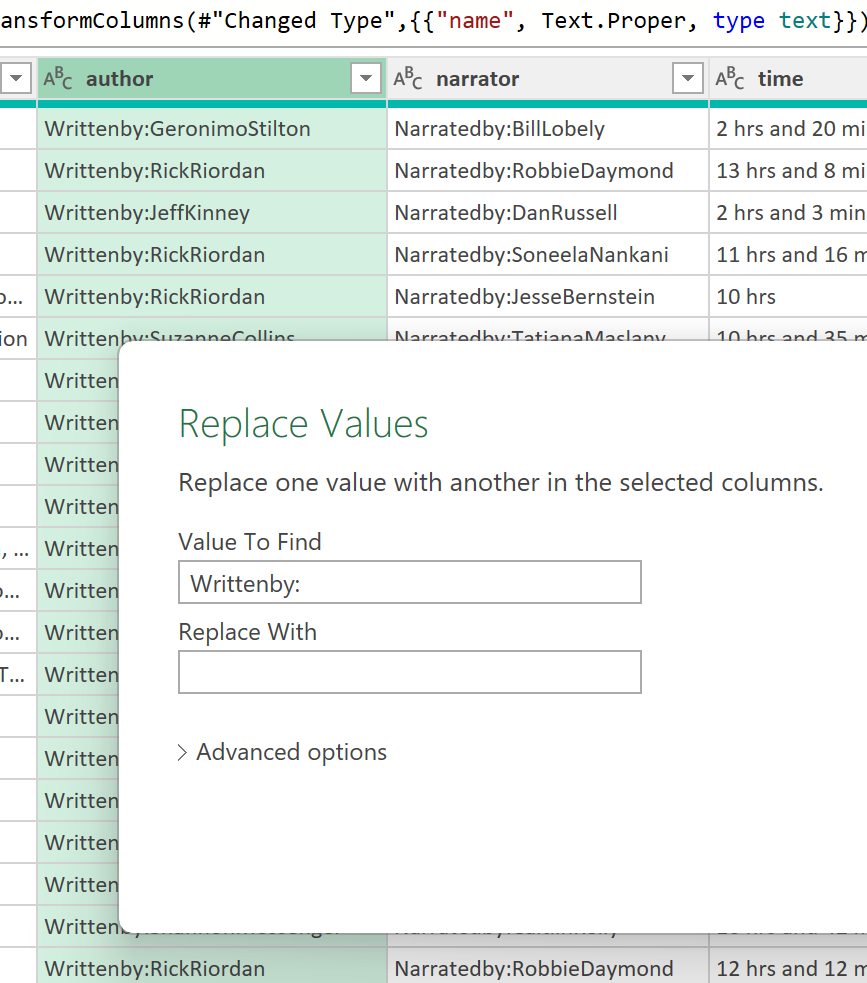 ansformColumns(#"Changed Type",{{"name", Text.Proper, type text}})
ABC author ABC narrator ABC time
Writtenby:GeronimoStilton Narratedby:BillLobely 2 hrs and 20 mi
Writtenby:RickRiordan Narratedby:RobbieDaymond 13 hrs and 8 mi
Writtenby:JeffKinney Narratedby:DanRussell 2 hrs and 3 min
Writtenby:RickRiordan Narratedby:SoneelaNankani 11 hrs and 16 m
o... Writtenby:RickRiordan Narratedby:JesseBernstein 10 hrs
ion Writtenby:SuzanneCollins Narratedby:TatianaMaslany 10 hrs and 35 m
Written
Written
Written
Written
, ... Written
o... Written
o... Written
T... Written
Written
Written
Written
Written
Written
Replace Values
Replace one value with another in the selected columns.
Value To Find
Writtenby:
Replace With
> Advanced options
Writtenby:RickRiordan Narratedby:RobbieDaymond 12 hrs and 12 m